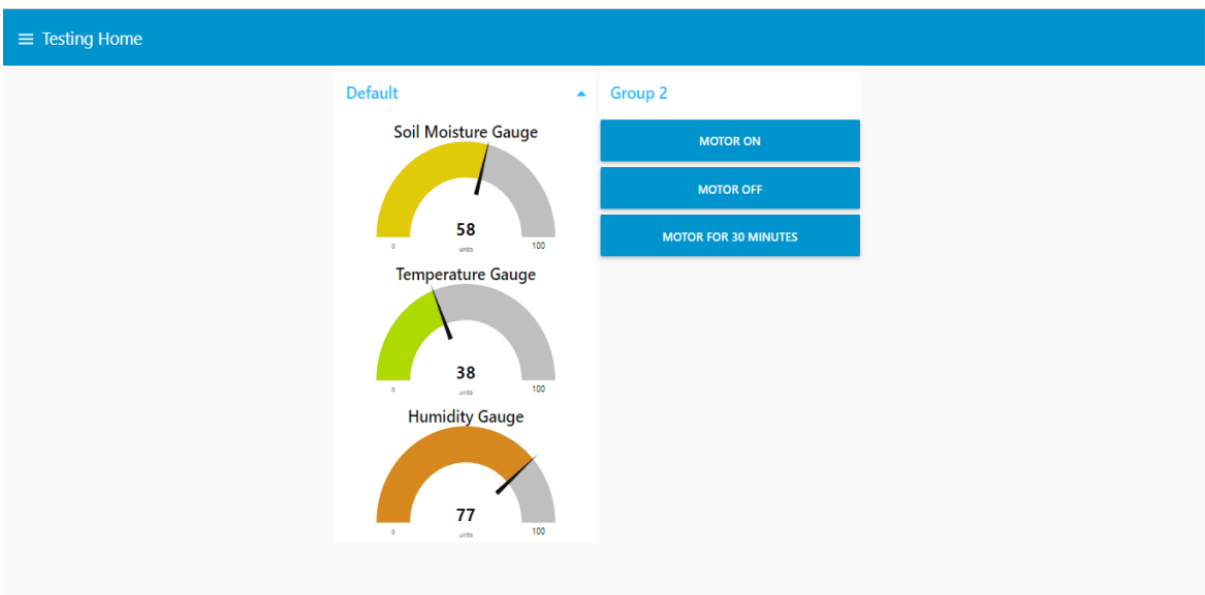 Testing Home
Default
Soil Moisture Gauge
58
0
units
100
Temperature Gauge
38
0
units
100
Humidity Gauge
77
0
units
100
Group 2
MOTOR ON
MOTOR OFF
MOTOR FOR 30 MINUTES